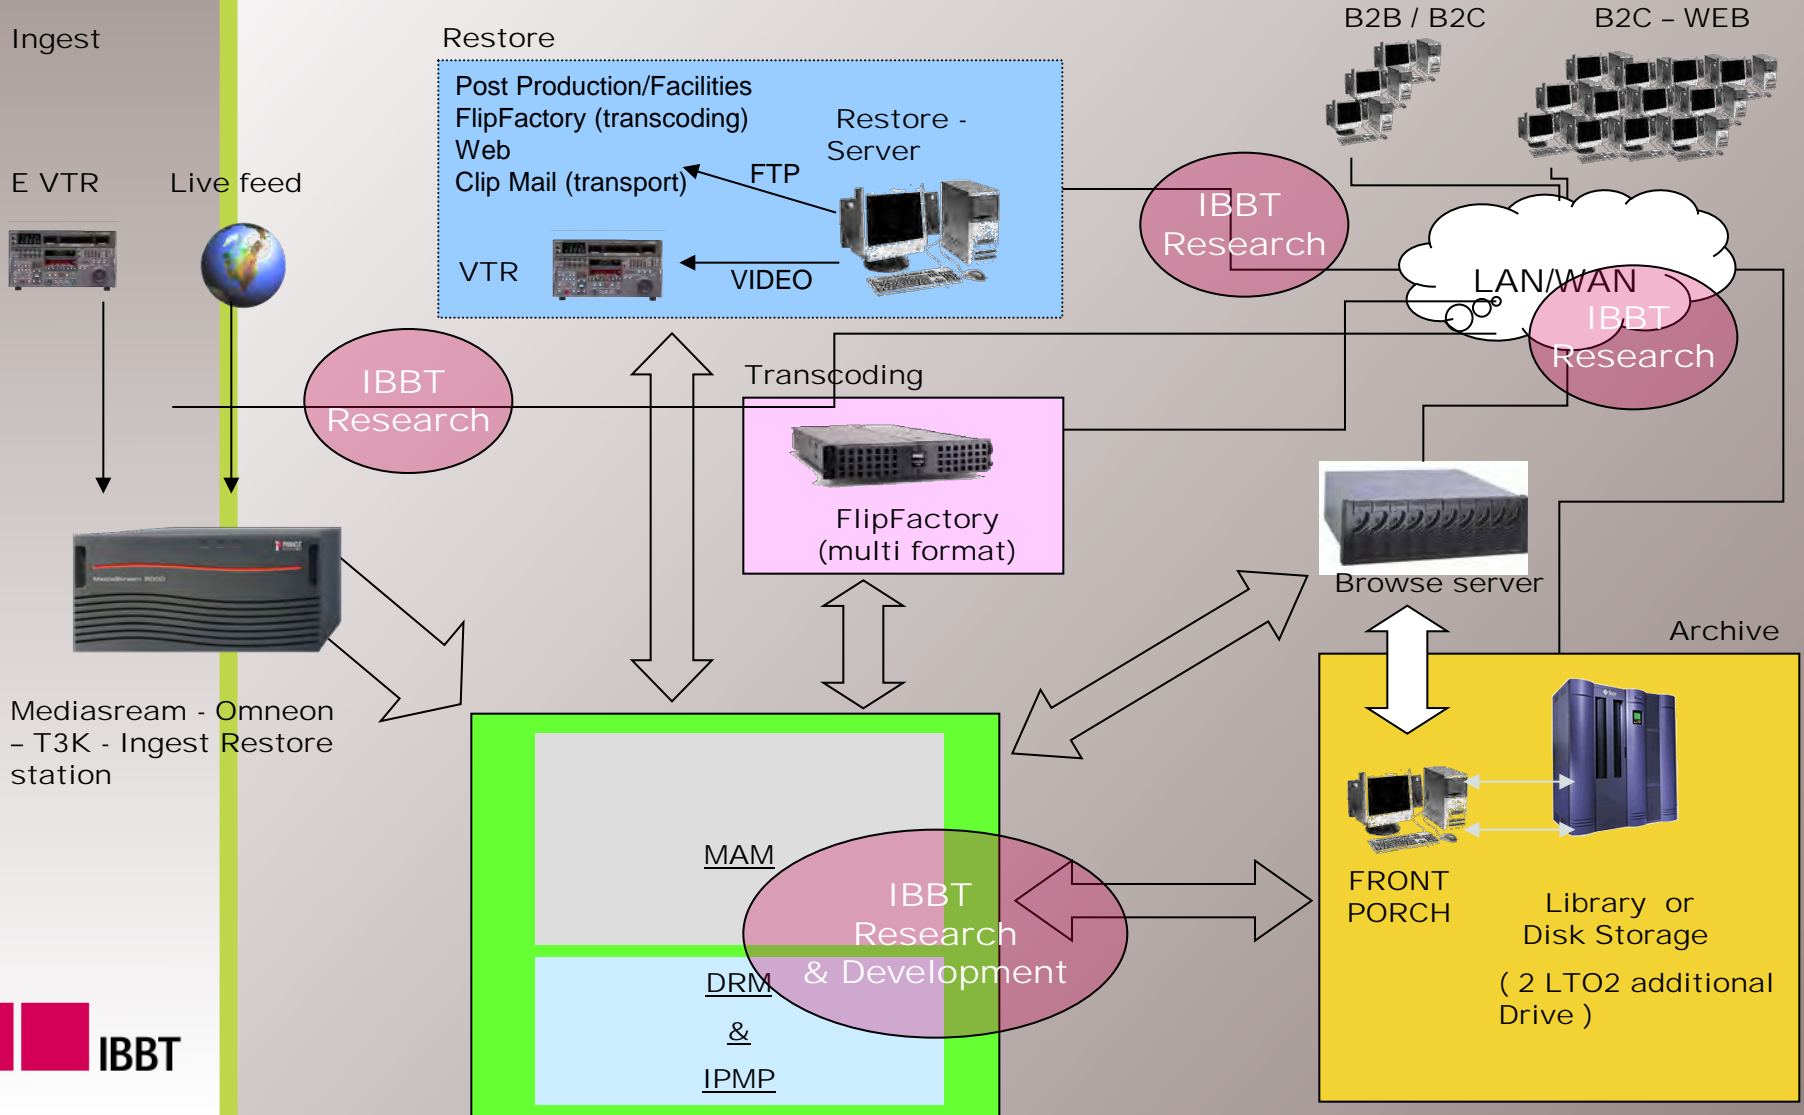 Ingest
Restore
B2B / B2C
B2C – WEB
Post Production/Facilities
FlipFactory (transcoding)
Web
Clip Mail (transport)
Restore -
Server
FTP
VTR
VIDEO
E VTR
Live feed
IBBT
Research
LAN/WAN
IBBT
Research
IBBT
Research
Transcoding
FlipFactory
(multi format)
Browse server
Archive
MediaStream 8000
Mediasream - Omneon
– T3K - Ingest Restore
station
MAM
IBBT
Research
& Development
DRM
&
IPMP
FRONT
PORCH
Library or
Disk Storage
( 2 LTO2 additional
Drive )
IBBT